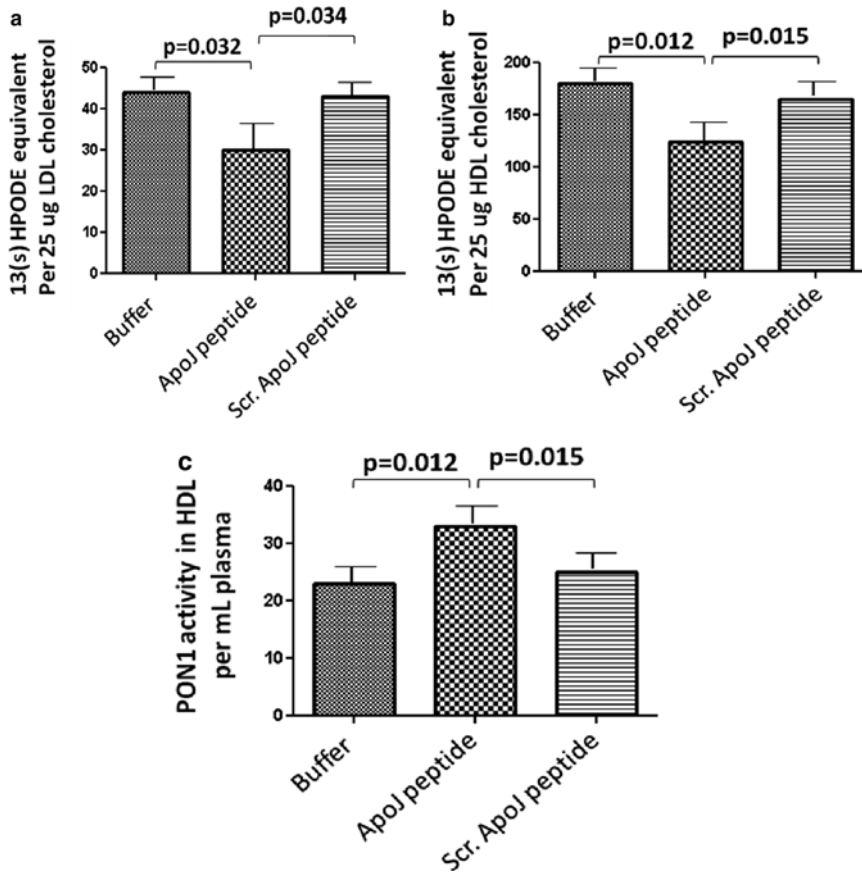 a
p=0.032
p=0.034
13(s) HPODE equivalent
Per 25 ug LDL cholesterol
50
40
30
20
10
0
Buffer
ApoJ peptide
Scr. ApoJ peptide
b
p=0.012
p=0.015
13(s) HPODE equivalent
Per 25 ug HDL cholesterol
200
150
100
50
0
Buffer
ApoJ peptide
Scr. ApoJ peptide
c
p=0.012
p=0.015
PON1 activity in HDL
per mL plasma
40
30
20
10
0
Buffer
ApoJ peptide
Scr. ApoJ peptide